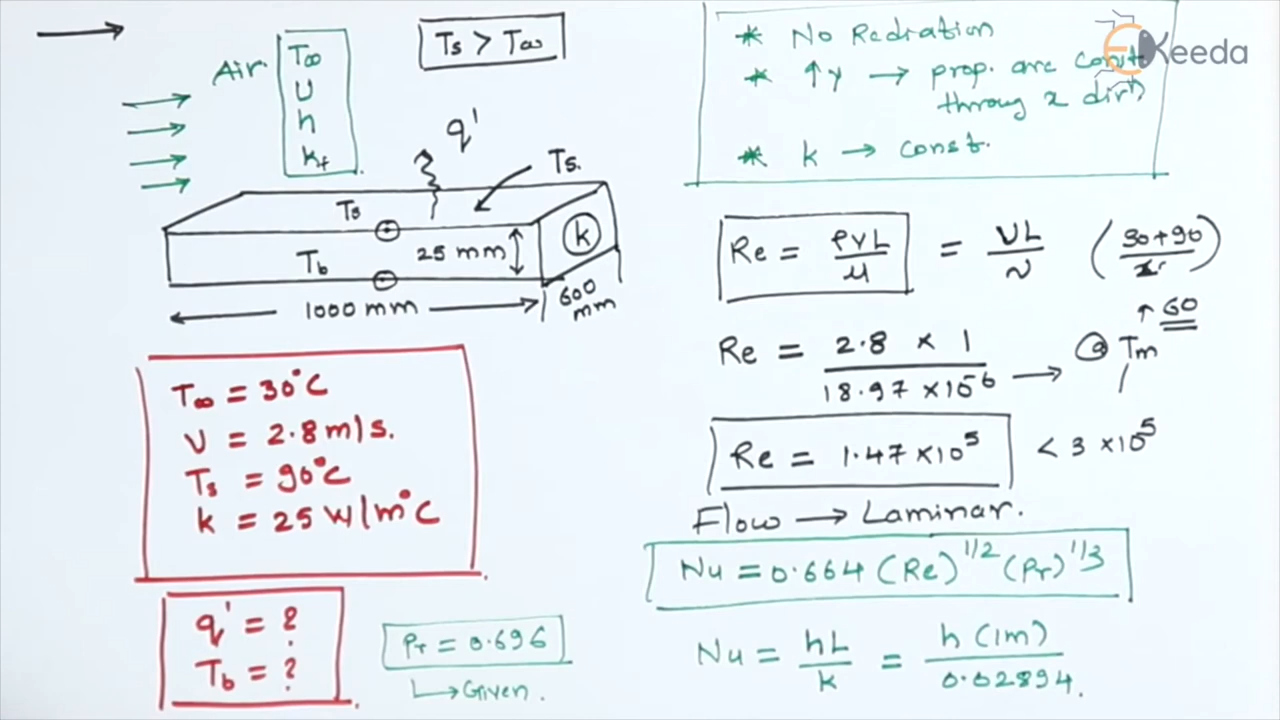 Air
T∞
U
h
kf
Ts > T∞
q'
Ts.
Ts
Tb
25 mm
k
1000 mm
600 mm
T∞ = 30°C
U = 2.8 m/s.
Ts = 90°C
k = 25 W/m°C
q' = ?
Tb = ?
Pr = 0.696
↳ Given.
* No Radiation
* ↑ Y → prop. are const
throug x dirⁿ
* k → const.
Keeda
Re = ρVL/μ = UL/ν (30+90/2)
↑ 60
Re = 2.8 × 1 / 18.97 × 10⁻⁶ → @ Tm
Re = 1.47 × 10⁵ < 3 × 10⁵
Flow → Laminar.
Nu = 0.664 (Re)^1/2 (Pr)^1/3
Nu = hL/k = h (1m)/0.02894.